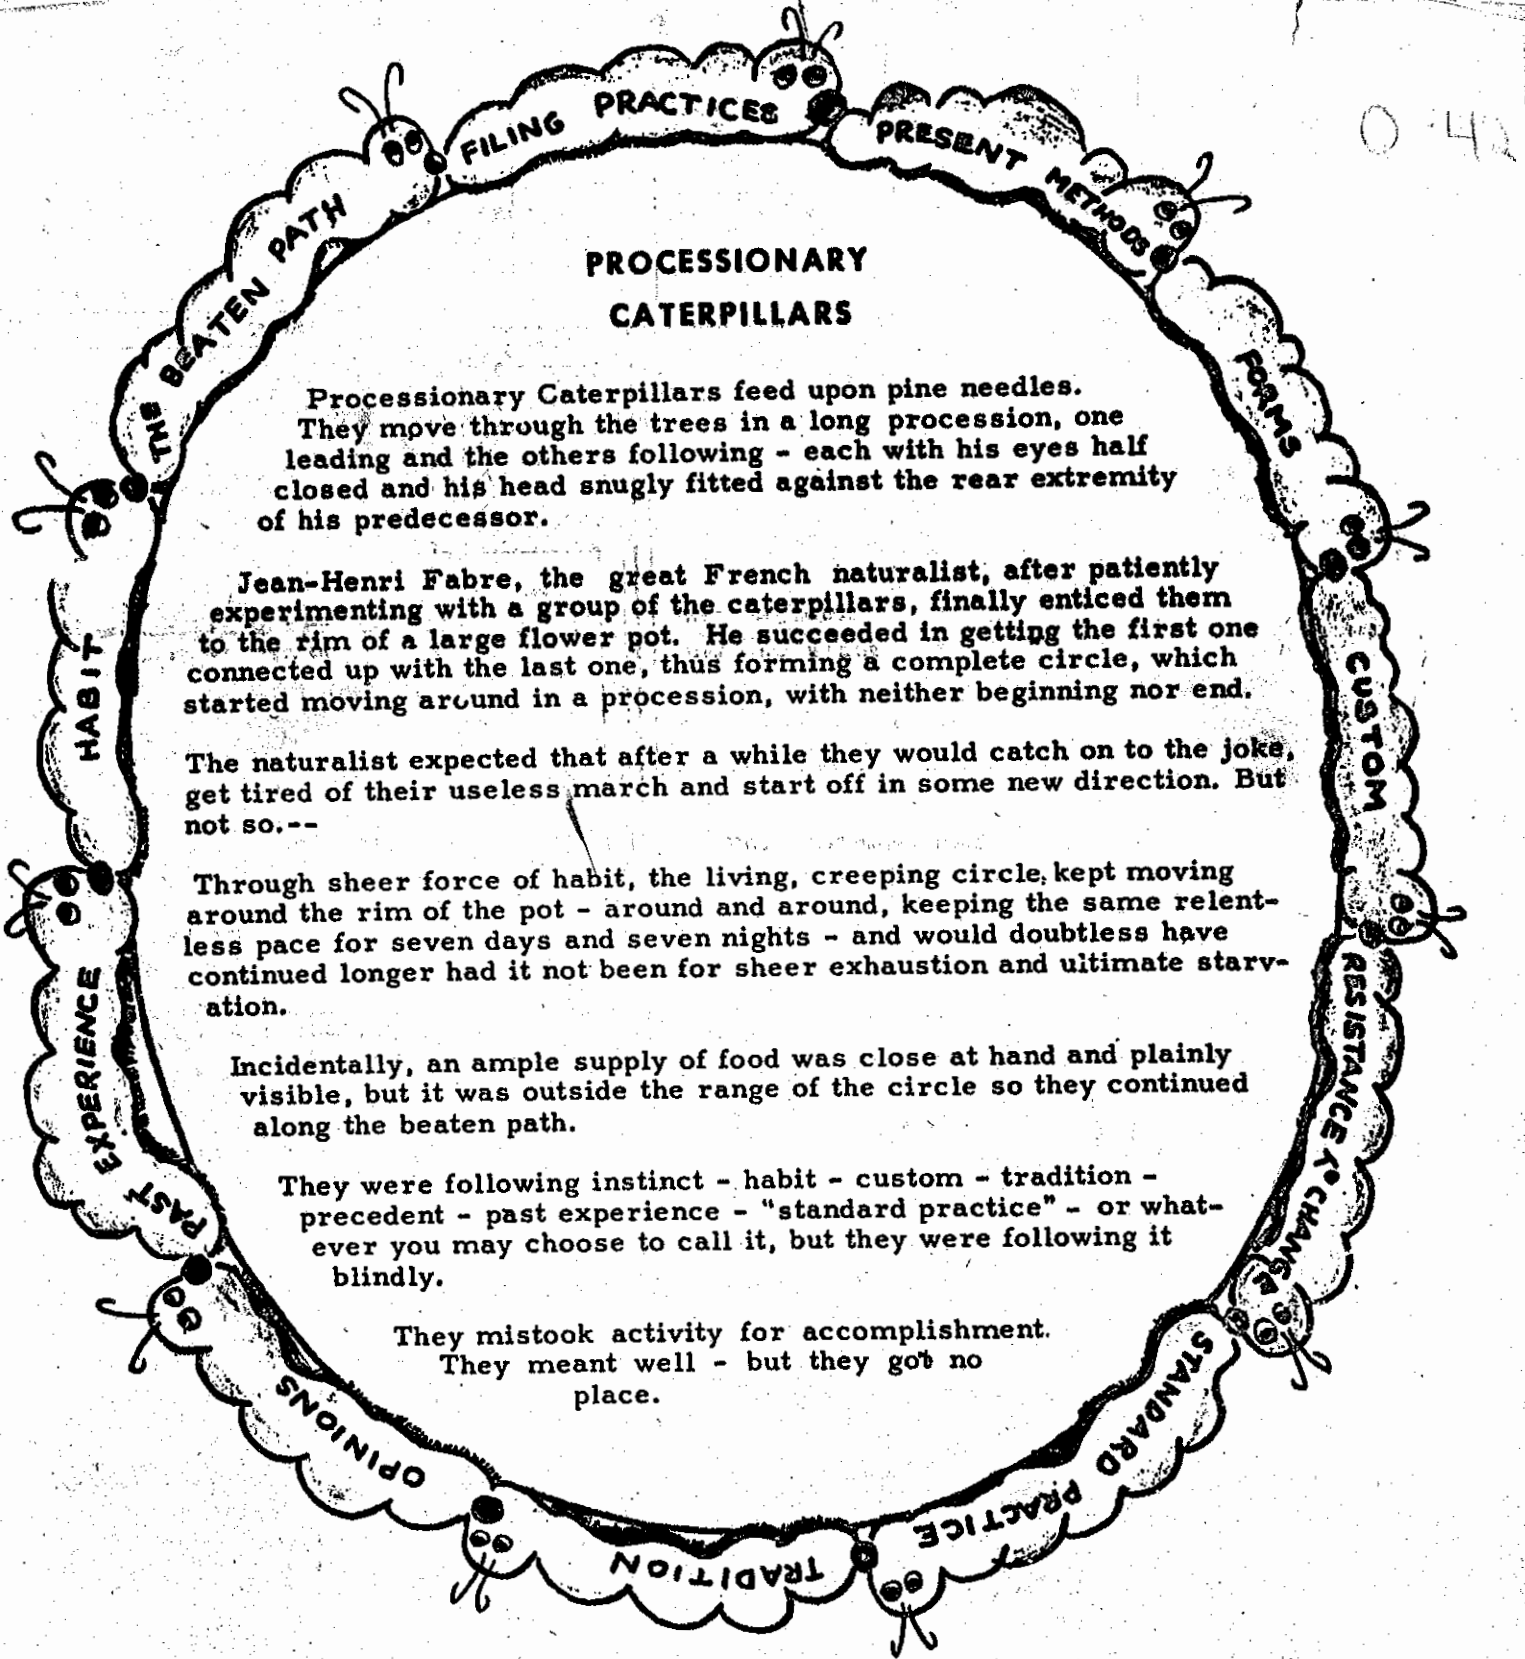 FILING PRACTICES
PRESENT METHODS
FORMS
CUSTOM
RESISTANCE TO CHANGE
STANDARD PRACTICE
TRADITION
OPINIONS
PAST EXPERIENCE
HABIT
THE BEATEN PATH
PROCESSIONARY
CATERPILLARS
Processionary Caterpillars feed upon pine needles.
They move through the trees in a long procession, one
leading and the others following - each with his eyes half
closed and his head snugly fitted against the rear extremity
of his predecessor.
Jean-Henri Fabre, the great French naturalist, after patiently
experimenting with a group of the caterpillars, finally enticed them
to the rim of a large flower pot. He succeeded in getting the first one
connected up with the last one, thus forming a complete circle, which
started moving around in a procession, with neither beginning nor end.
The naturalist expected that after a while they would catch on to the joke,
get tired of their useless march and start off in some new direction. But
not so.--
Through sheer force of habit, the living, creeping circle kept moving
around the rim of the pot - around and around, keeping the same relent-
less pace for seven days and seven nights - and would doubtless have
continued longer had it not been for sheer exhaustion and ultimate starv-
ation.
Incidentally, an ample supply of food was close at hand and plainly
visible, but it was outside the range of the circle so they continued
along the beaten path.
They were following instinct - habit - custom - tradition -
precedent - past experience - "standard practice" - or what-
ever you may choose to call it, but they were following it
blindly.
They mistook activity for accomplishment.
They meant well - but they got no
place.